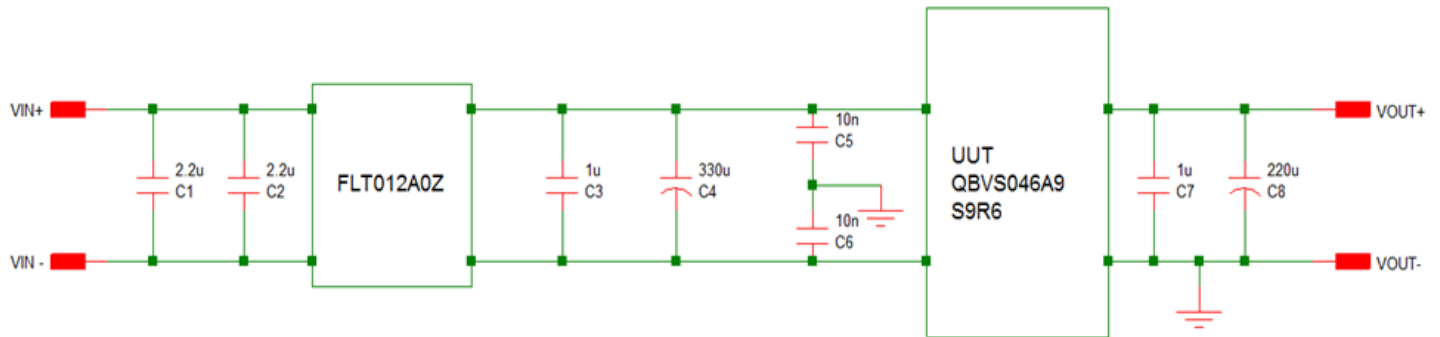 VIN+
2.2u
C1
2.2u
C2
FLT012A0Z
1u
C3
330u
C4
10n
C5
10n
C6
UUT
QBVS046A9
S9R6
1u
C7
220u
C8
VOUT+
VIN -
VOUT-